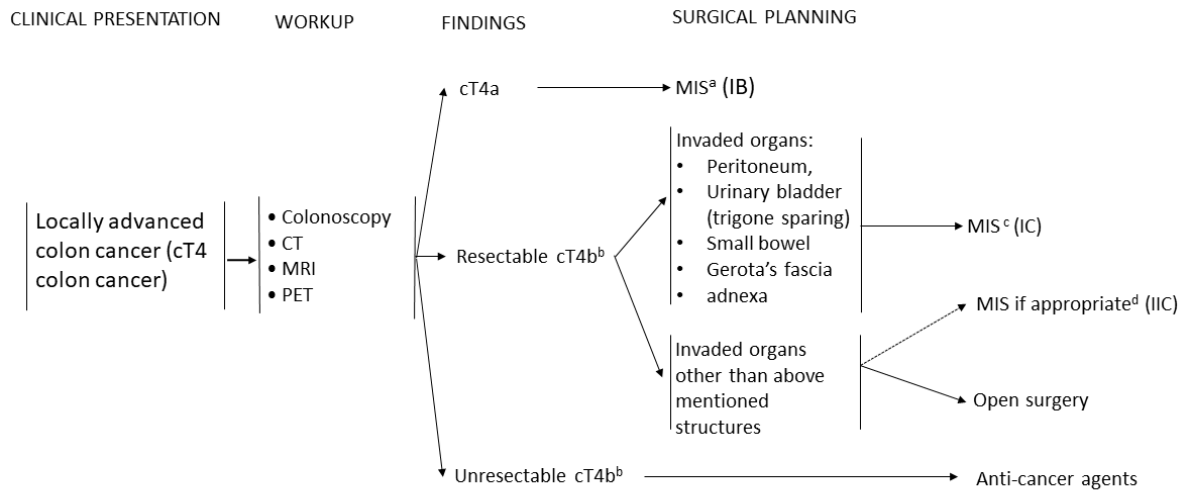 CLINICAL PRESENTATION
WORKUP
FINDINGS
SURGICAL PLANNING
cT4a
MISᵃ (IB)
Locally advanced
colon cancer (cT4
colon cancer)
• Colonoscopy
• CT
• MRI
• PET
Resectable cT4bᵇ
Invaded organs:
• Peritoneum,
• Urinary bladder
(trigone sparing)
• Small bowel
• Gerota’s fascia
• adnexa
MIS ᶜ (IC)
Invaded organs
other than above
mentioned
structures
MIS if appropriateᵈ (IIC)
Open surgery
Unresectable cT4bᵇ
Anti-cancer agents